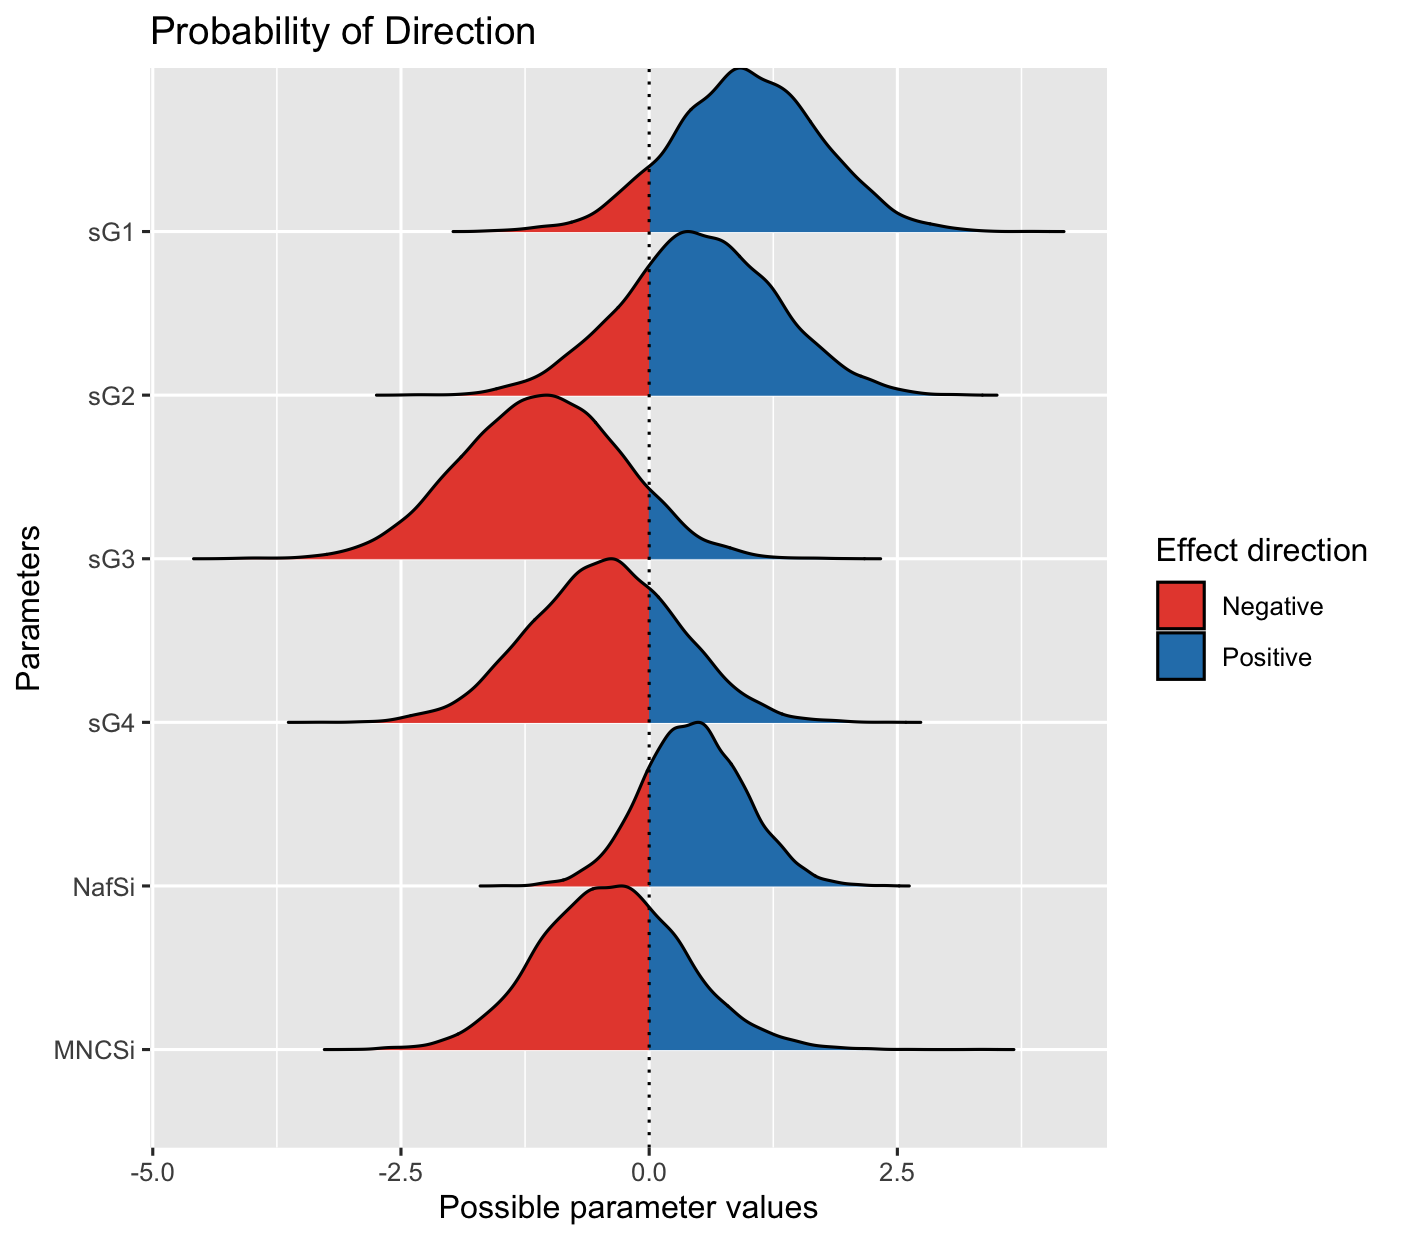 Probability of Direction
Parameters
sG1
sG2
sG3
sG4
NafSi
MNCSi
-5.0
-2.5
0.0
2.5
Possible parameter values
Effect direction
Negative
Positive